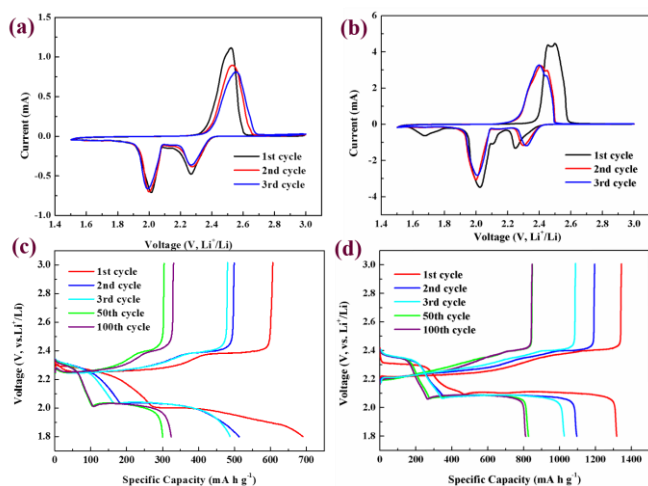 (a)
1.5
1.0
0.5
0.0
-0.5
-1.0
Current (mA)
1st cycle
2nd cycle
3rd cycle
1.4 1.6 1.8 2.0 2.2 2.4 2.6 2.8 3.0
Voltage (V, Li+/Li)
(b)
6
4
2
0
-2
-4
Current (mA)
1st cycle
2nd cycle
3rd cycle
1.4 1.6 1.8 2.0 2.2 2.4 2.6 2.8 3.0
Voltage (V, Li+/Li)
(c)
3.0
2.8
2.6
2.4
2.2
2.0
1.8
Voltage (V, vs.Li+/Li)
1st cycle
2nd cycle
3rd cycle
50th cycle
100th cycle
0 100 200 300 400 500 600 700
Specific Capacity (mA h g-1)
(d)
3.0
2.8
2.6
2.4
2.2
2.0
1.8
Voltage (V, vs.Li+/Li)
1st cycle
2nd cycle
3rd cycle
50th cycle
100th cycle
0 200 400 600 800 1000 1200 1400
Specific Capacity (mA h g-1)